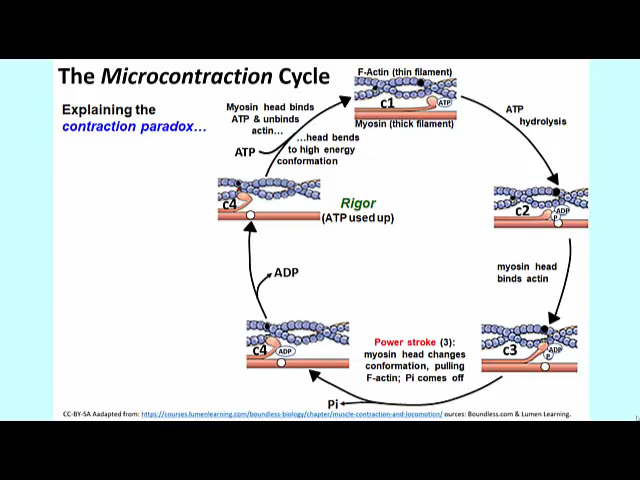 The Microcontraction Cycle
Explaining the
contraction paradox...
F-Actin (thin filament)
c1
ATP
Myosin (thick filament)
Myosin head binds
ATP & unbinds
actin...
...head bends
to high energy
conformation
ATP
ATP
hydrolysis
c2
ADP
P
myosin head
binds actin
c3
ADP
P
Power stroke (3):
myosin head changes
conformation, pulling
F-actin; Pi comes off
Pi
c4
ADP
ADP
c4
Rigor
(ATP used up)
CC-BY-SA Aadapted from: https://courses.lumenlearning.com/boundless-biology/chapter/muscle-contraction-and-locomotion/ ources: Boundless.com & Lumen Learning.